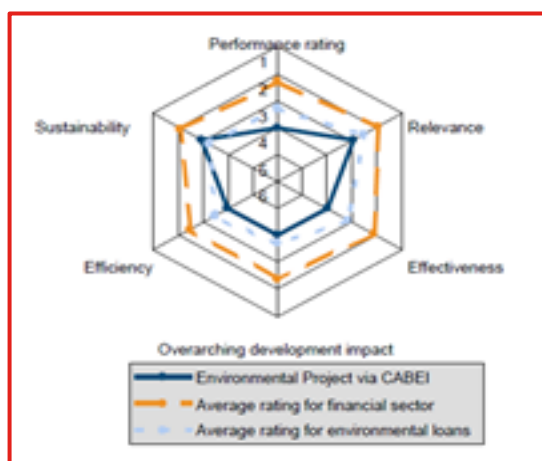 Performance rating
1
2
Sustainability
3
Relevance
4
5
6
Efficiency
Effectiveness
Overarching development impact
Environmental Project via CABEI
Average rating for financial sector
Average rating for environmental loans